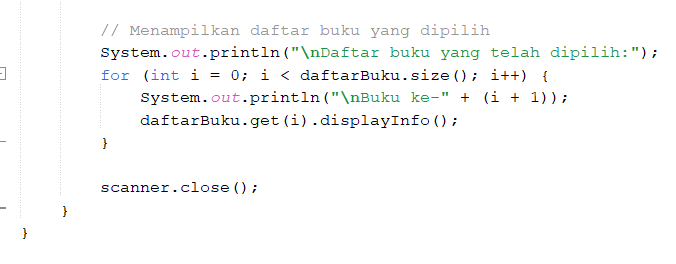 // Menampilkan daftar buku yang dipilih
System.out.println("\nDaftar buku yang telah dipilih:");
for (int i = 0; i < daftarBuku.size(); i++) {
System.out.println("\nBuku ke-" + (i + 1));
daftarBuku.get(i).displayInfo();
}
scanner.close();
}
}